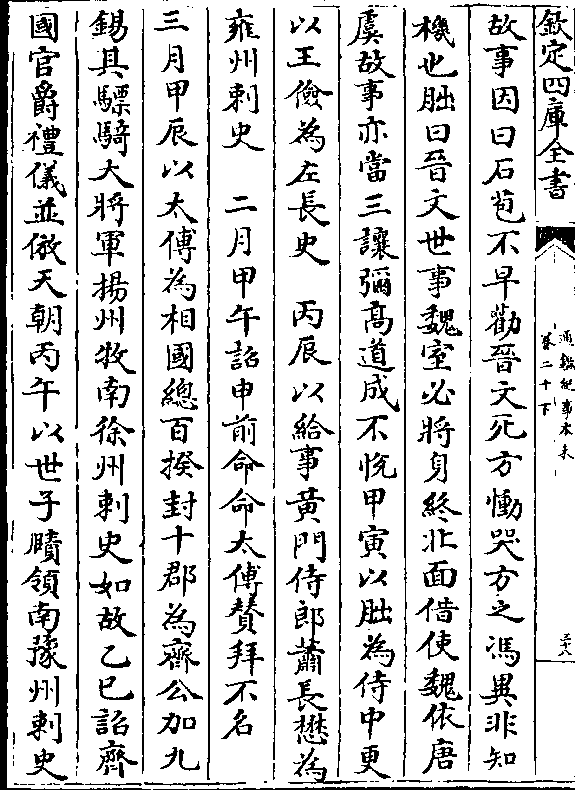 欽定四庫全書
通鑑紀事本末
卷二十下
三十八
故事因曰石苞不早勸晉文死方慟哭方之馮異非知
機也朏曰晉文世事魏室必將身終北面借使魏依唐
虞故事亦當三讓彌髙道成不悦甲寅以朏為侍中更
以王儉為左長史　丙辰以給事黄門侍郎蕭長懋為
雍州刺史　二月甲午詔申前命命太傅贊拜不名
三月甲辰以太傅為相國總百揆封十郡為齊公加九
錫其驃騎大將軍揚州牧南徐州刺史如故乙巳詔齊
國官爵禮儀並倣天朝丙午以世子賾領南豫州刺史